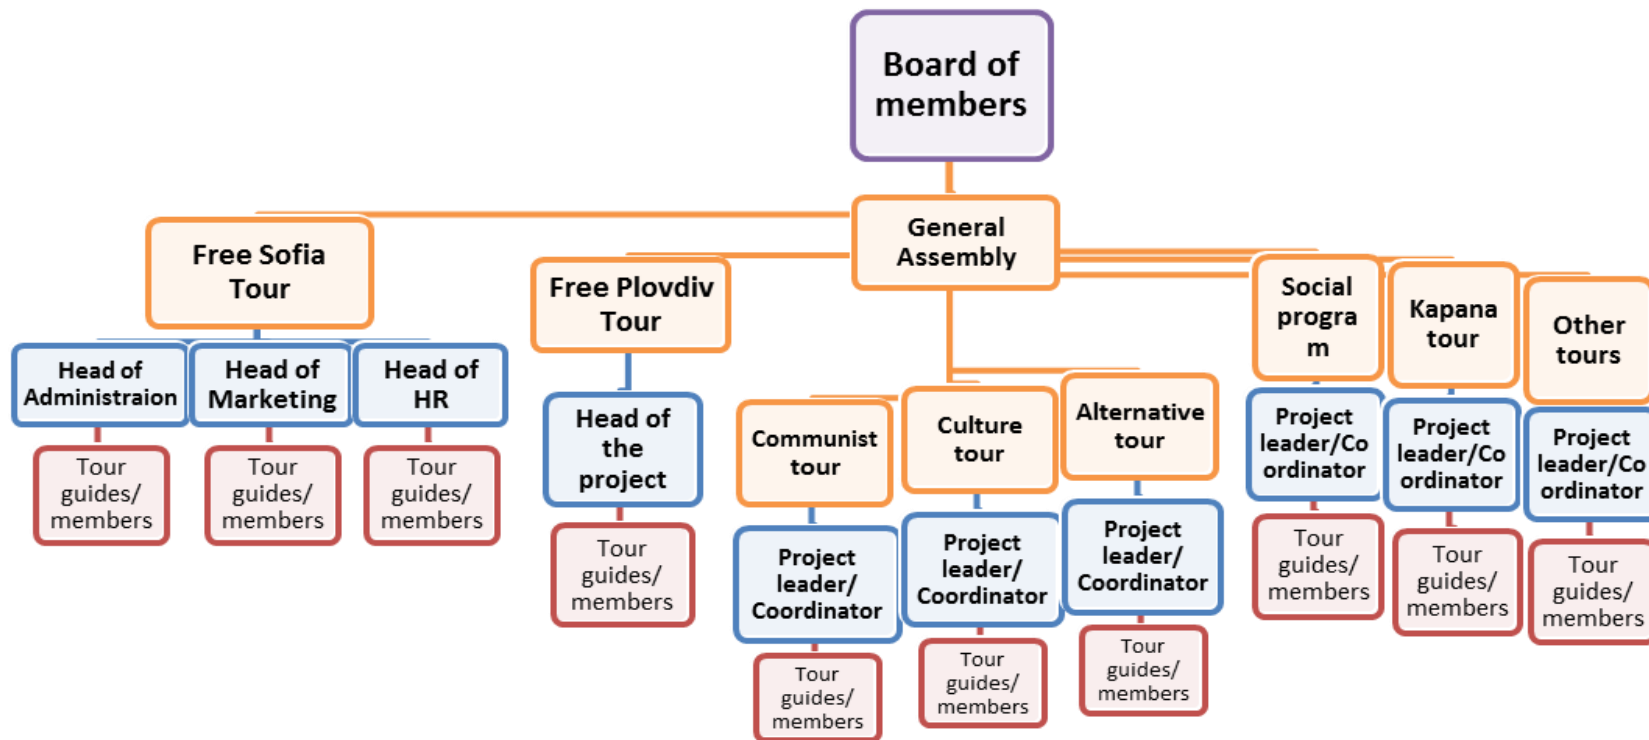 Board of
members
General
Assembly
Free Sofia
Tour
Free Plovdiv
Tour
Social
progra
m
Kapana
tour
Other
tours
Head of
Administraion
Head of
Marketing
Head of
HR
Tour
guides/
members
Tour
guides/
members
Tour
guides/
members
Head of
the
project
Tour
guides/
members
Communist
tour
Culture
tour
Alternative
tour
Project
leader/
Coordinator
Project
leader/
Coordinator
Project
leader/
Coordinator
Tour
guides/
members
Tour
guides/
members
Tour
guides/
members
Project
leader/Co
ordinator
Project
leader/Co
ordinator
Project
leader/Co
ordinator
Tour
guides/
members
Tour
guides/
members
Tour
guides/
members